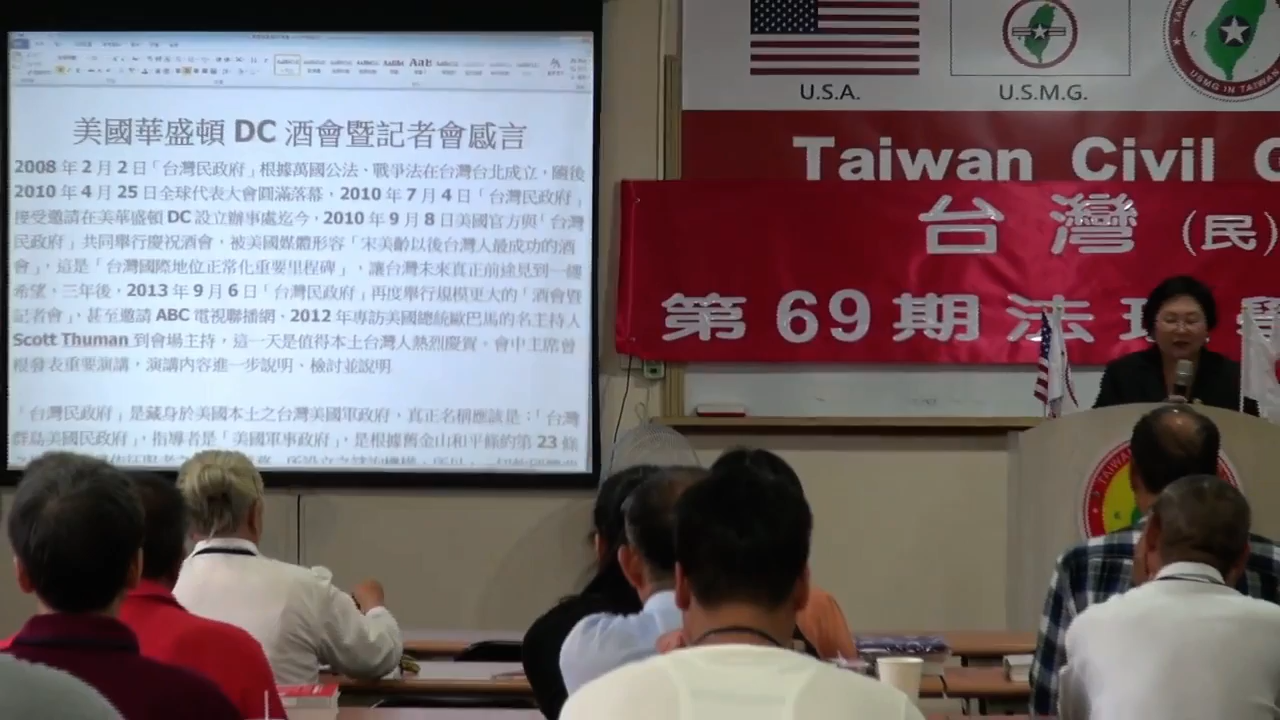 美國華盛頓 DC 酒會暨記者會感言
2008 年 2 月 2 日「台灣民政府」根據萬國公法、戰爭法在台灣台北成立，隨後
2010 年 4 月 25 日全球代表大會圓滿落幕，2010 年 7 月 4 日「台灣民政府」
接受邀請在美華盛頓 DC 設立辦事處迄今，2010 年 9 月 8 日美國官方與「台灣
民政府」共同舉行慶祝酒會，被美國媒體形容「宋美齡以後台灣人最成功的酒
會」，這是「台灣國際地位正常化重要里程碑」，讓台灣未來真正前途見到一縷
希望，三年後，2013 年 9 月 6 日「台灣民政府」再度舉行規模更大的「酒會暨
記者會」，甚至邀請 ABC 電視聯播網、2012 年專訪美國總統歐巴馬的名主持人
Scott Thuman 到會場主持，這一天是值得本土台灣人熱烈慶賀。會中主席曾
根發表重要演講，演講內容進一步說明、檢討並說明
「台灣民政府」是藏身於美國本土之台灣美國軍政府，真正名稱應該是：「台灣
群島美國民政府」，指導者是「美國軍事政府」，是根據舊金山和平條約第 23 條
U.S.A.
U.S.M.G.
USMG IN TAIWAN
Taiwan Civil
台灣(民)
第69期法理
TAIWAN